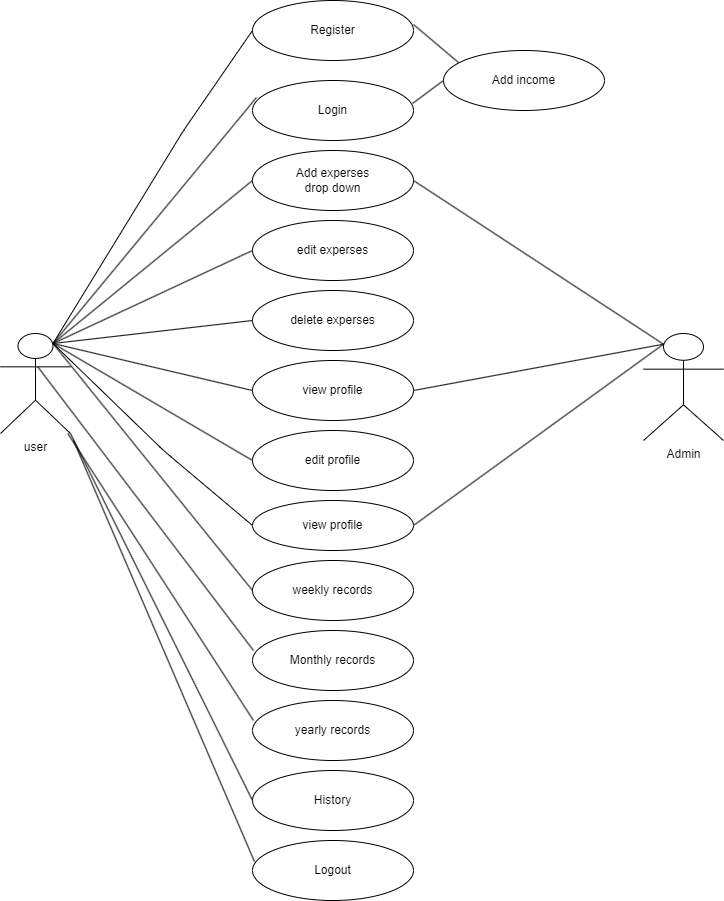 Register
Add income
Login
Add experses
drop down
edit experses
delete experses
view profile
user
edit profile
Admin
view profile
weekly records
Monthly records
yearly records
History
Logout